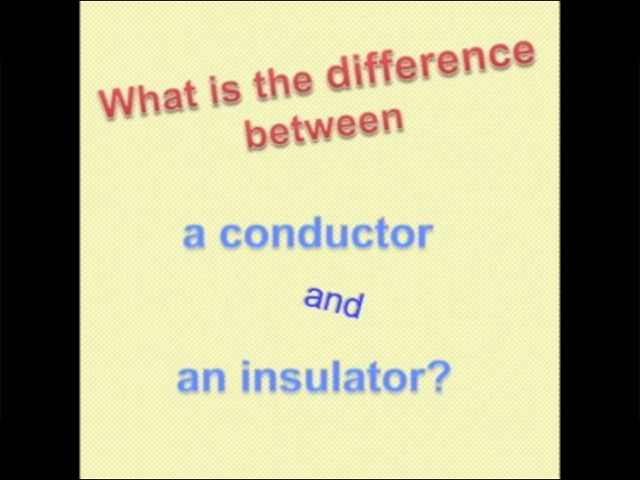 What is the difference
between
a conductor
and
an insulator?